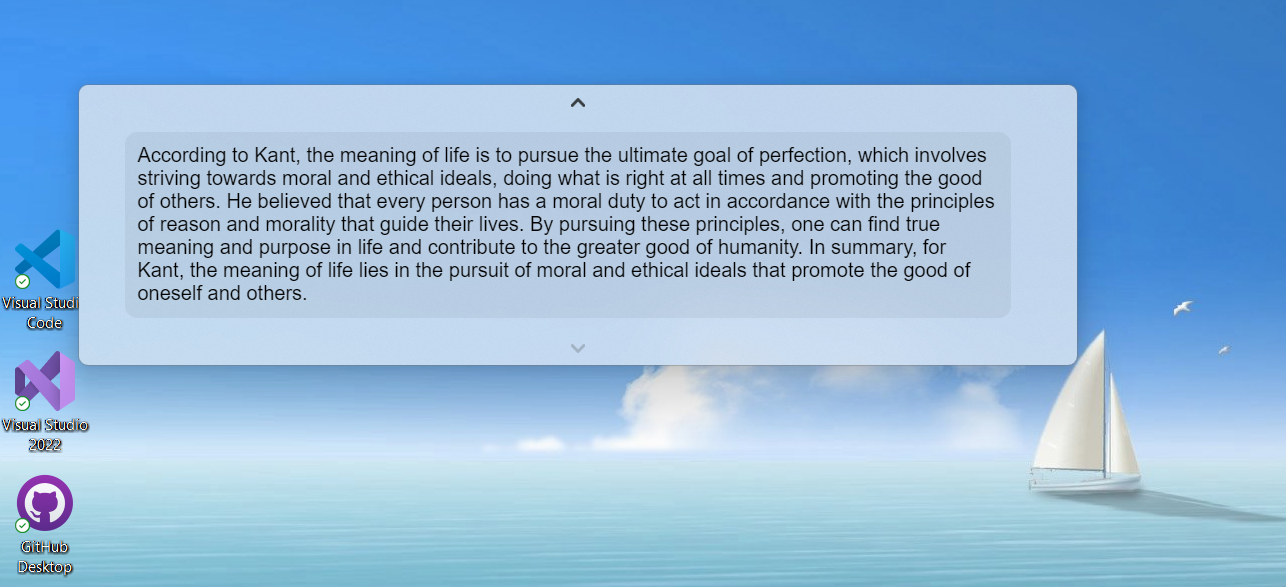 According to Kant, the meaning of life is to pursue the ultimate goal of perfection, which involves
striving towards moral and ethical ideals, doing what is right at all times and promoting the good
of others. He believed that every person has a moral duty to act in accordance with the principles
of reason and morality that guide their lives. By pursuing these principles, one can find true
meaning and purpose in life and contribute to the greater good of humanity. In summary, for
Kant, the meaning of life lies in the pursuit of moral and ethical ideals that promote the good of
oneself and others.
Visual Studi
Code
Visual Studio
2022
GitHub
Desktop